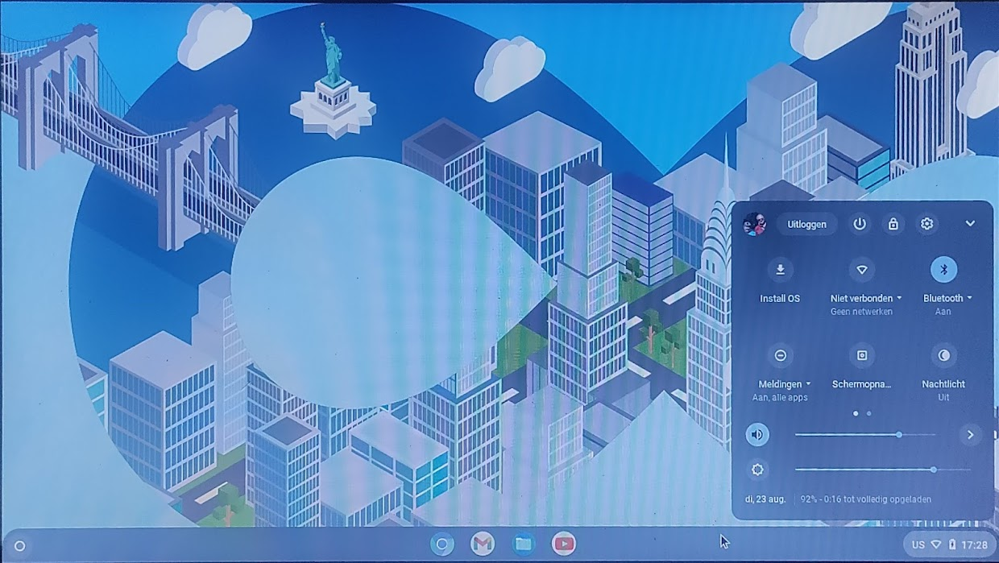 Uitloggen
Install OS
Niet verbonden
Geen netwerken
Bluetooth
Aan
Meldingen
Aan, alle apps
Schermopna...
Nachtlicht
Uit
di, 23 aug.
92% - 0:16 tot volledig opgeladen
US
17:28